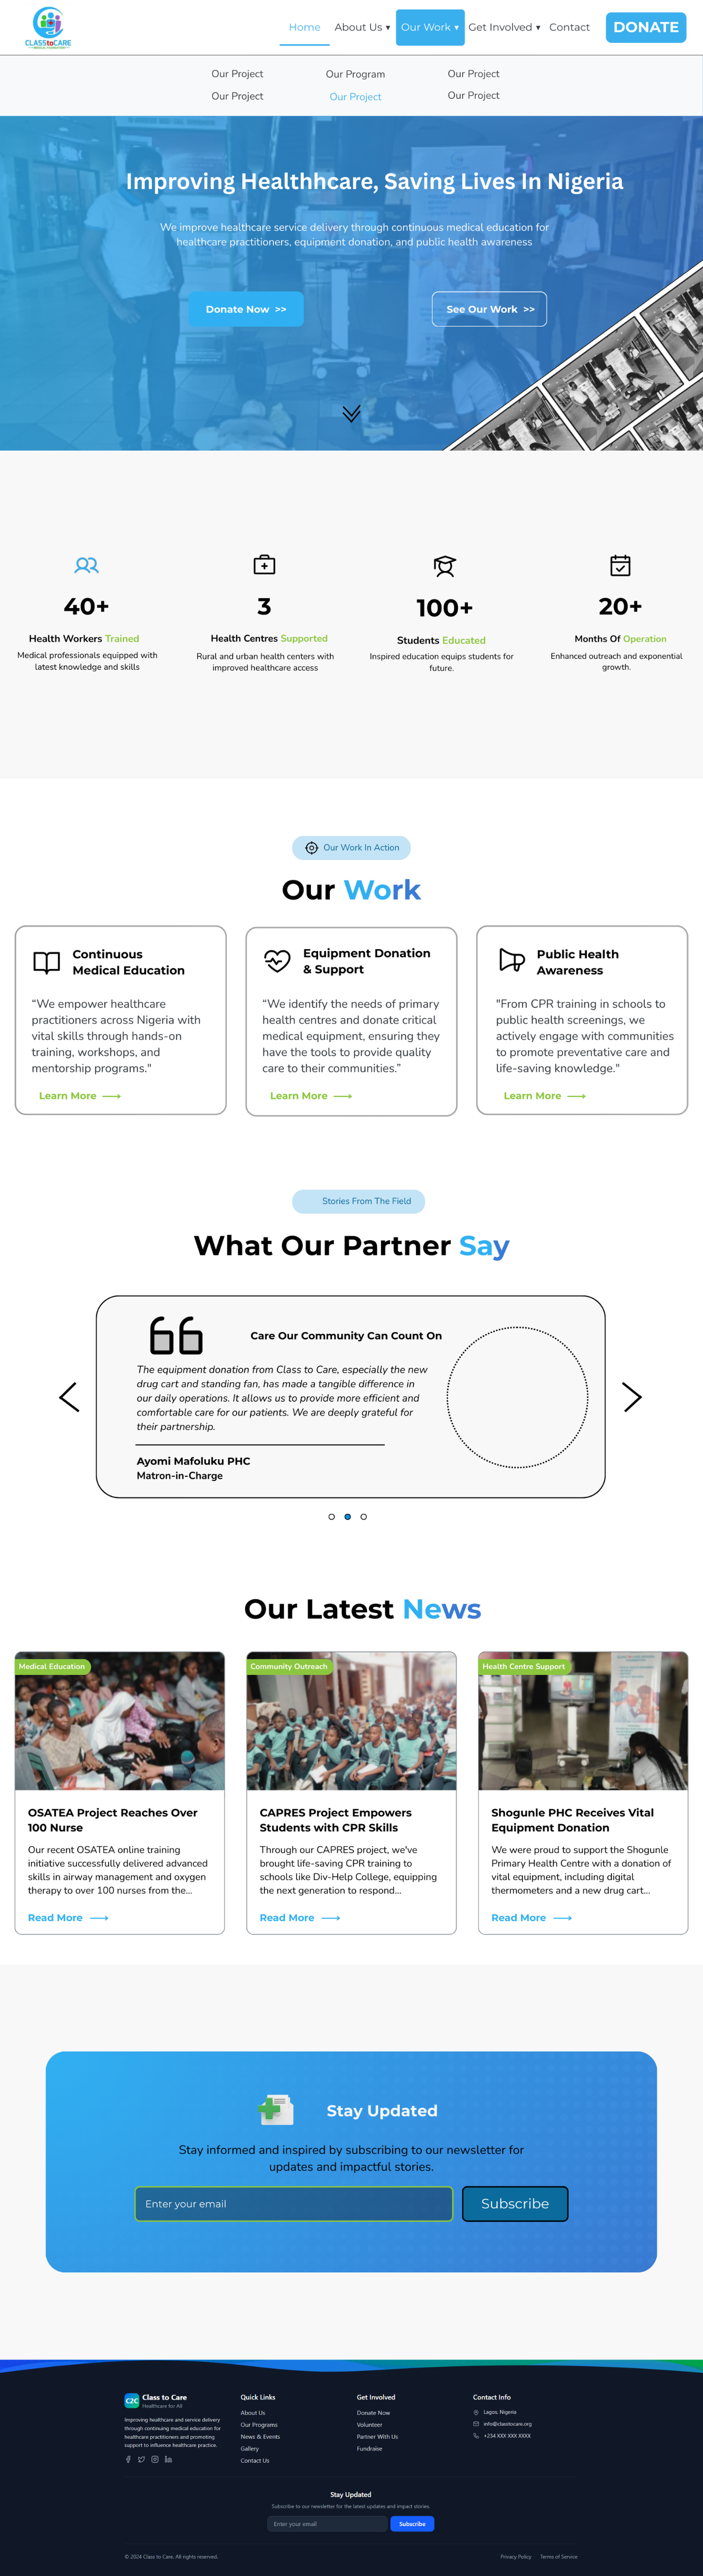 CLASStoCARE
Home
About Us ▾
Our Work ▾
Get Involved ▾
Contact
DONATE
Our Project
Our Program
Our Project
Our Project
Our Project
Our Project
Improving Healthhcare, Saving Lives In Nigeria
We improve healthcare service delivery through continuous medical education for
healthcare practitioners, equipment donation, and public health awareness
Donate Now >>
See Our Work >>
40+
Health Workers Trained
Medical professionals equipped with
latest knowledge and skills
3
Health Centres Supported
Rural and urban health centers with
improved healthcare access
100+
Students Educated
Inspired education equips students for
future.
20+
Months Of Operation
Enhanced outreach and exponential
growth.
Our Work In Action
Our Work
Continuous
Medical Education
“We empower healthcare
practitioners across Nigeria with
vital skills through hands-on
training, workshops, and
mentorship programs."
Learn More
Equipment Donation
& Support
“We identify the needs of primary
health centres and donate critical
medical equipment, ensuring they
have the tools to provide quality
care to their communities.”
Learn More
Public Health
Awareness
"From CPR training in schools to
public health screenings, we
actively engage with communities
to promote preventative care and
life-saving knowledge."
Learn More
Stories From The Field
What Our Partner Say
Care Our Community Can Count On
The equipment donation from Class to Care, especially the new
drug cart and standing fan, has made a tangible difference in
our daily operations. It allows us to provide more efficient and
comfortable care for our patients. We are deeply grateful for
their partnership.
Ayomi Mafoluku PHC
Matron-in-Charge
Our Latest News
Medical Education
OSATEA Project Reaches Over
100 Nurse
Our recent OSATEA online training
initiative successfully delivered advanced
skills in airway management and oxygen
therapy to over 100 nurses from the...
Read More
Community Outreach
CAPRES Project Empowers
Students with CPR Skills
Through our CAPRES project, we've
brought life-saving CPR training to
schools like Div-Help College, equipping
the next generation to respond...
Read More
Health Centre Support
Shogunle PHC Receives Vital
Equipment Donation
We were proud to support the Shogunle
Primary Health Centre with a donation of
vital equipment, including digital
thermometers and a new drug cart...
Read More
Stay Updated
Stay informed and inspired by subscribing to our newsletter for
updates and impactful stories.
Enter your email
Subscribe
C2C
Class to Care
Healthcare for All
Improving healthcare and service delivery
through continuous medical education for
healthcare practitioners and promoting
support to influence healthcare practice.
Quick Links
About Us
Our Programs
News & Events
Gallery
Contact Us
Get Involved
Donate Now
Volunteer
Partner With Us
Fundraise
Contact Info
Lagos, Nigeria
info@classtocare.org
+234 XXX XXX XXXX
Stay Updated
Subscribe to our newsletter for the latest updates and impact stories.
Enter your email
Subscribe
© 2024 Class to Care. All rights reserved.
Privacy Policy
Terms of Service